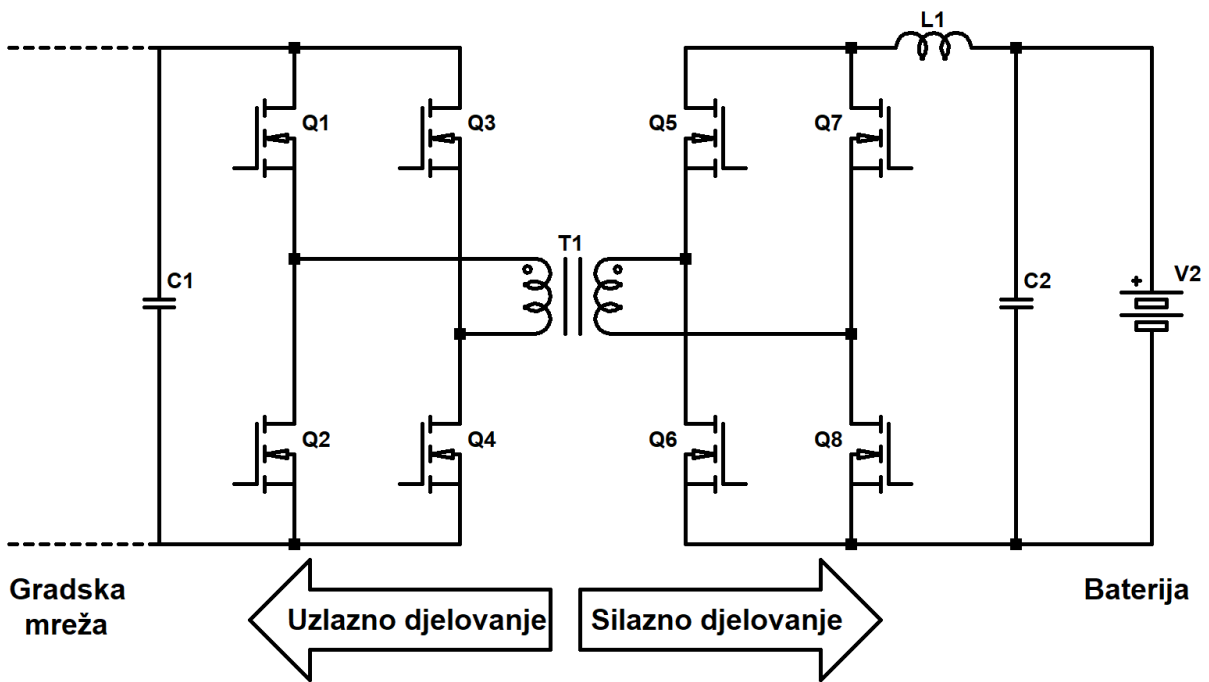 L1
Q1
Q3
Q5
Q7
T1
C1
C2
+
V2
Q2
Q4
Q6
Q8
Gradska
mreža
Uzlazno djelovanje
Silazno djelovanje
Baterija